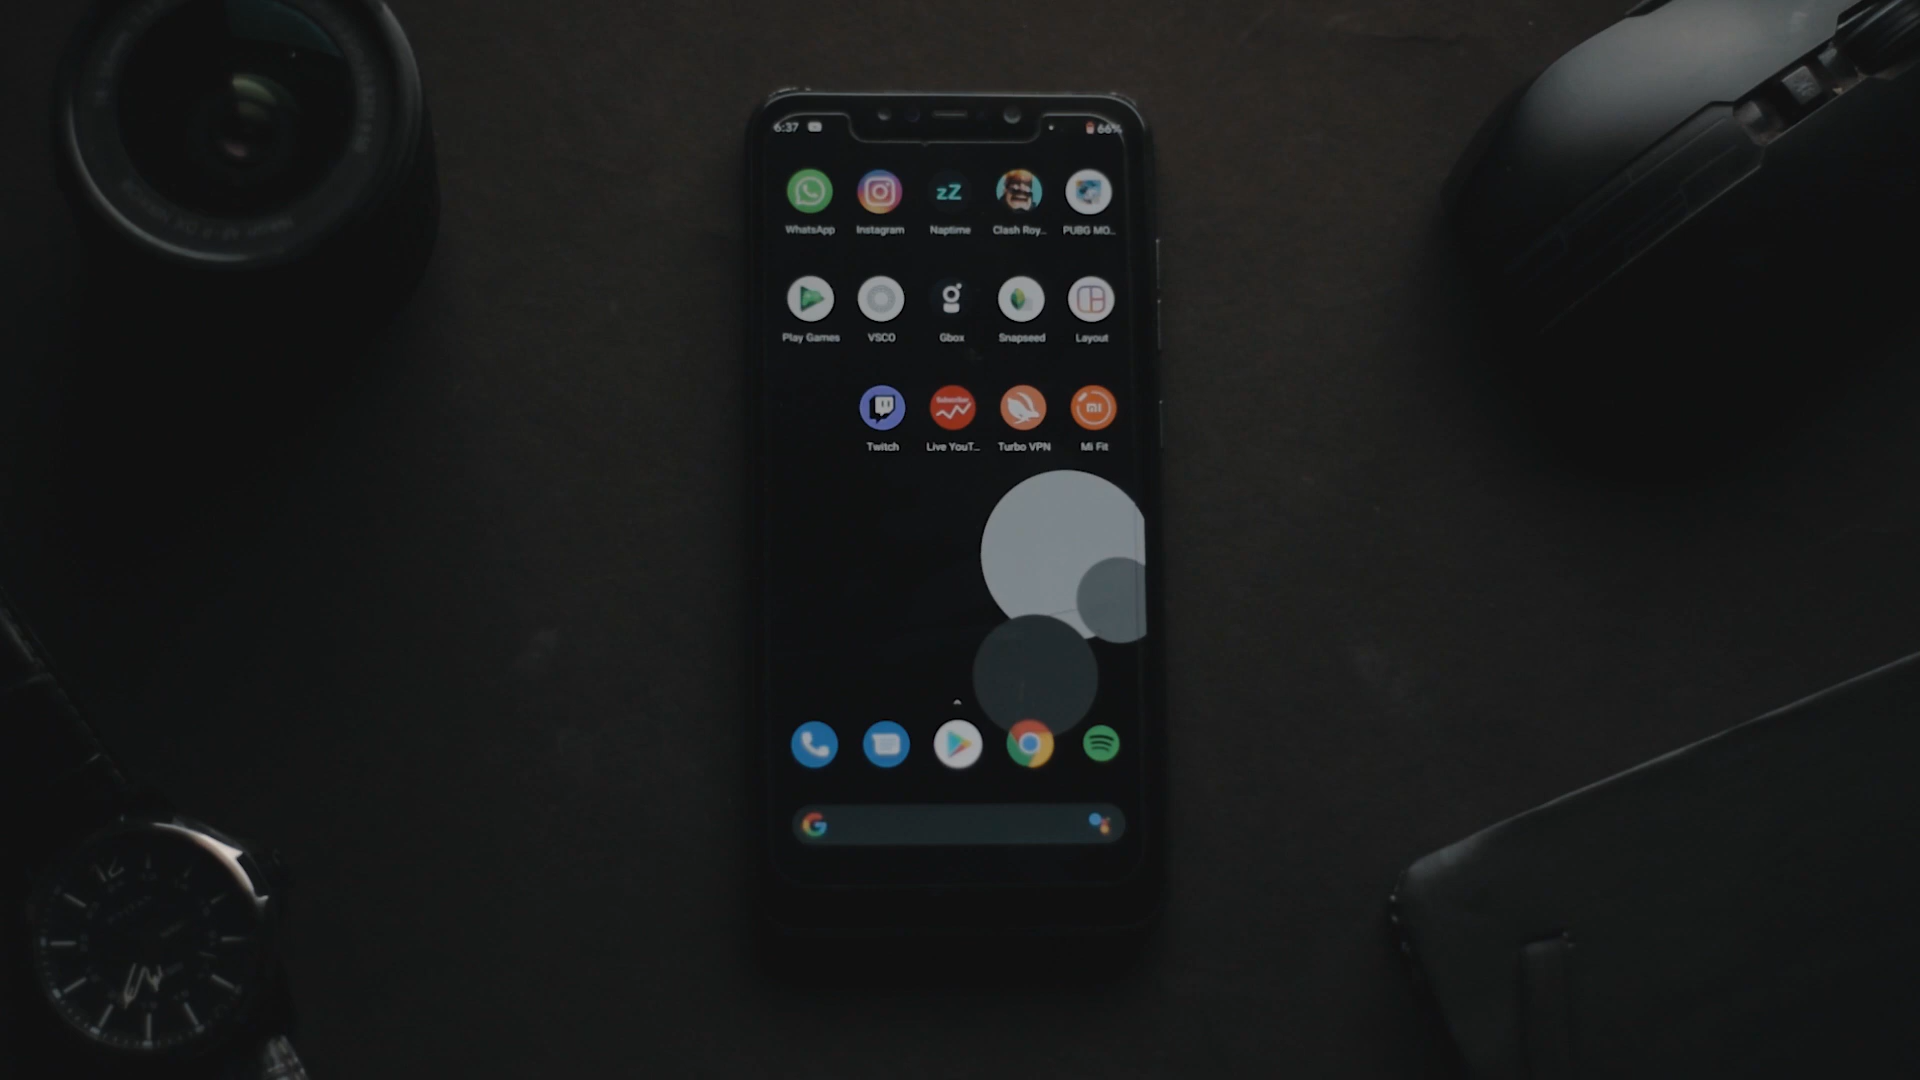 6:37 66%
WhatsApp Instagram Naptime Clash Roy... PUBG MO...
Play Games VSCO Gbox Snapseed Layout
Twitch Live YouT... Turbo VPN Mi Fit
12